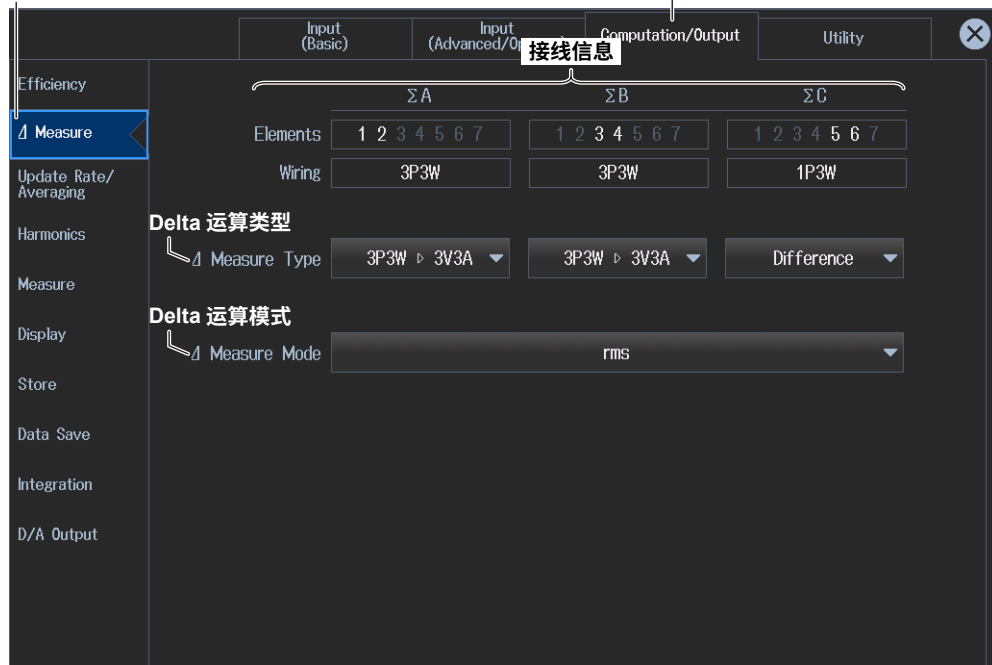 Input
(Basic)
Input
(Advanced/Op
Computation/Output
Utility
接线信息
Efficiency
⊿ Measure
Update Rate/
Averaging
Harmonics
Measure
Display
Store
Data Save
Integration
D/A Output
ΣA ΣB ΣC
Elements 1 2 3 4 5 6 7 1 2 3 4 5 6 7 1 2 3 4 5 6 7
Wiring 3P3W 3P3W 1P3W
Delta 运算类型
⊿ Measure Type 3P3W ▷ 3V3A 3P3W ▷ 3V3A Difference
Delta 运算模式
⊿ Measure Mode rms